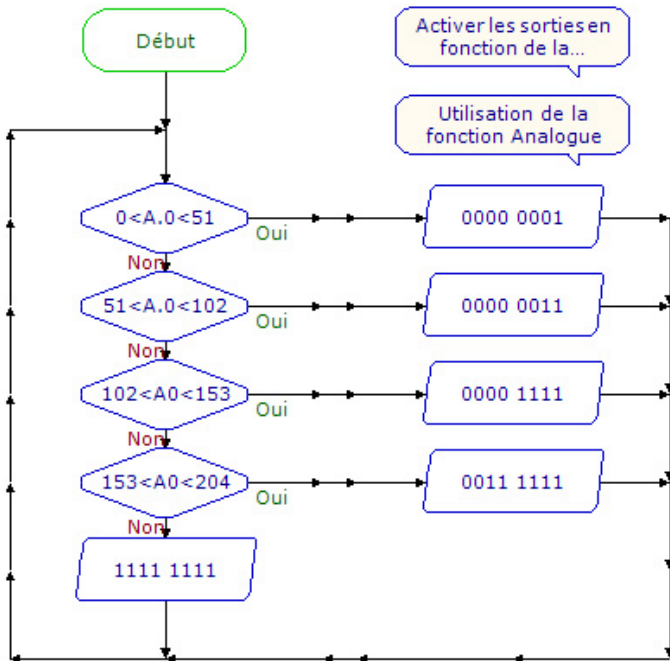 Début
Activer les sorties en
fonction de la...
Utilisation de la
fonction Analogue
0<A.0<51
Oui
0000 0001
Non
51<A.0<102
Oui
0000 0011
Non
102<A0<153
Oui
0000 1111
Non
153<A0<204
Oui
0011 1111
Non
1111 1111